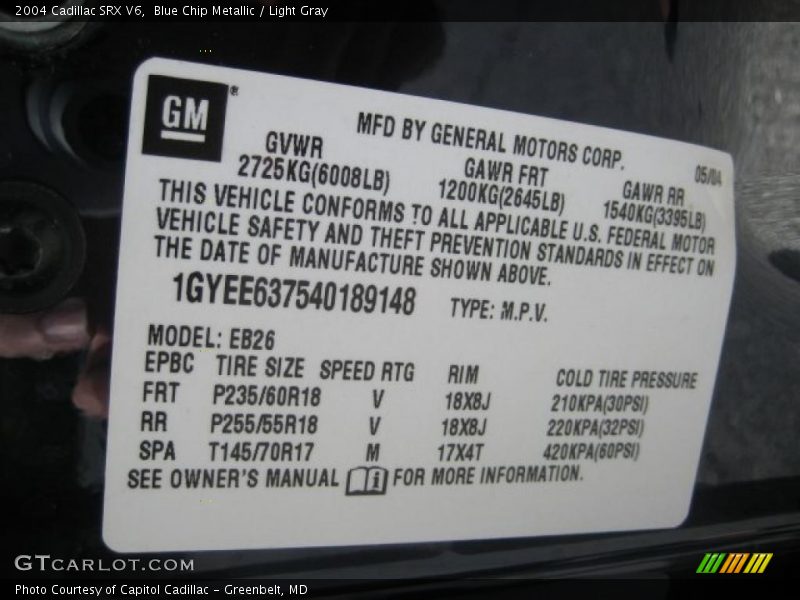 2004 Cadillac SRX V6,  Blue Chip Metallic / Light Gray
GM®
MFD BY GENERAL MOTORS CORP.
05/04
GVWR GAWR FRT GAWR RR
2725KG(6008LB) 1200KG(2645LB) 1540KG(3395LB)
THIS VEHICLE CONFORMS TO ALL APPLICABLE U.S. FEDERAL MOTOR
VEHICLE SAFETY AND THEFT PREVENTION STANDARDS IN EFFECT ON
THE DATE OF MANUFACTURE SHOWN ABOVE.
1GYEE637540189148 TYPE: M.P.V.
MODEL: EB26
EPBC TIRE SIZE SPEED RTG RIM COLD TIRE PRESSURE
FRT P235/60R18 V 18X8J 210KPA(30PSI)
RR P255/55R18 V 18X8J 220KPA(32PSI)
SPA T145/70R17 M 17X4T 420KPA(60PSI)
SEE OWNER'S MANUAL i FOR MORE INFORMATION.
GTCARLOT.COM
Photo Courtesy of Capitol Cadillac - Greenbelt, MD